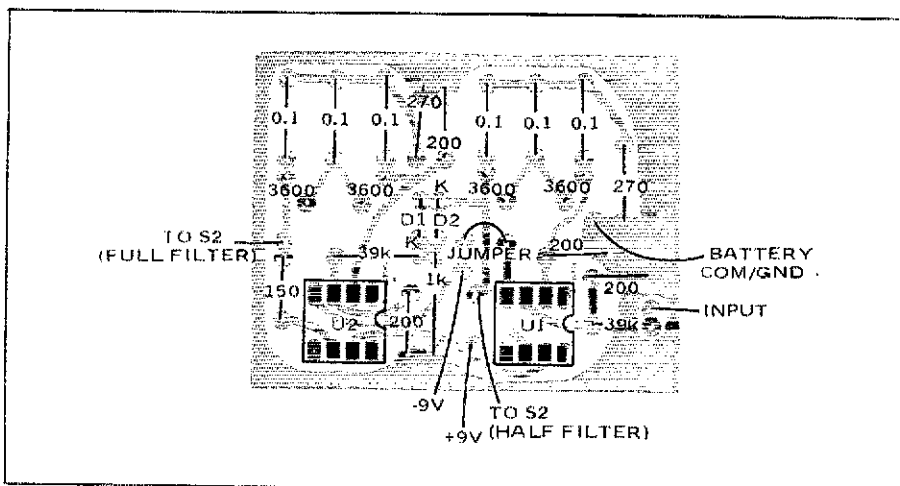 270
0.1 0.1 0.1 0.1 0.1 0.1
200
3600 3600 K 3600 3600 270
D1 D2
TO S2
(FULL FILTER)
K
39k JUMPER 200
BATTERY
COM/GND
150 1k 200
U2 200 U1 39k
INPUT
-9V
TO S2
(HALF FILTER)
+9V